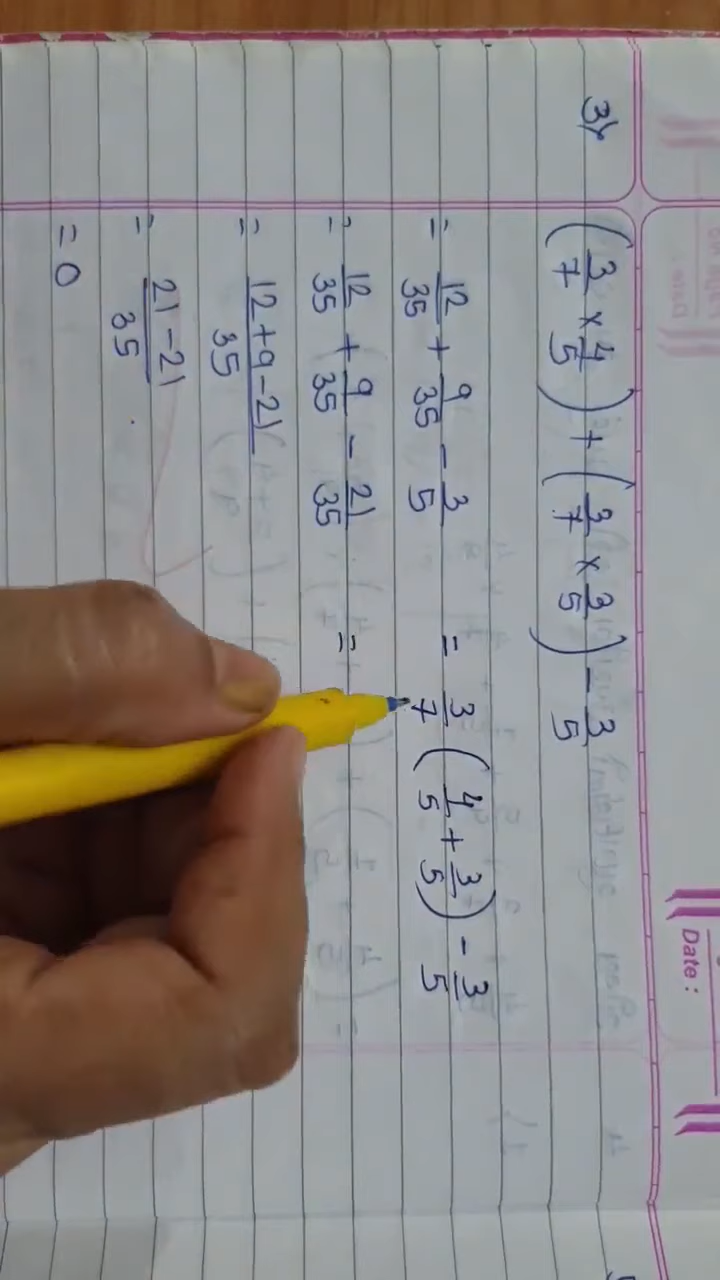 Date :
3) (3/7 × 4/5) + (3/7 × 3/5) - 3/5
= 12/35 + 9/35 - 3/5 = 3/7 (4/5 + 3/5) - 3/5
= 12/35 + 9/35 - 21/35 =
= 12+9-21/35
= 21-21/35
= 0